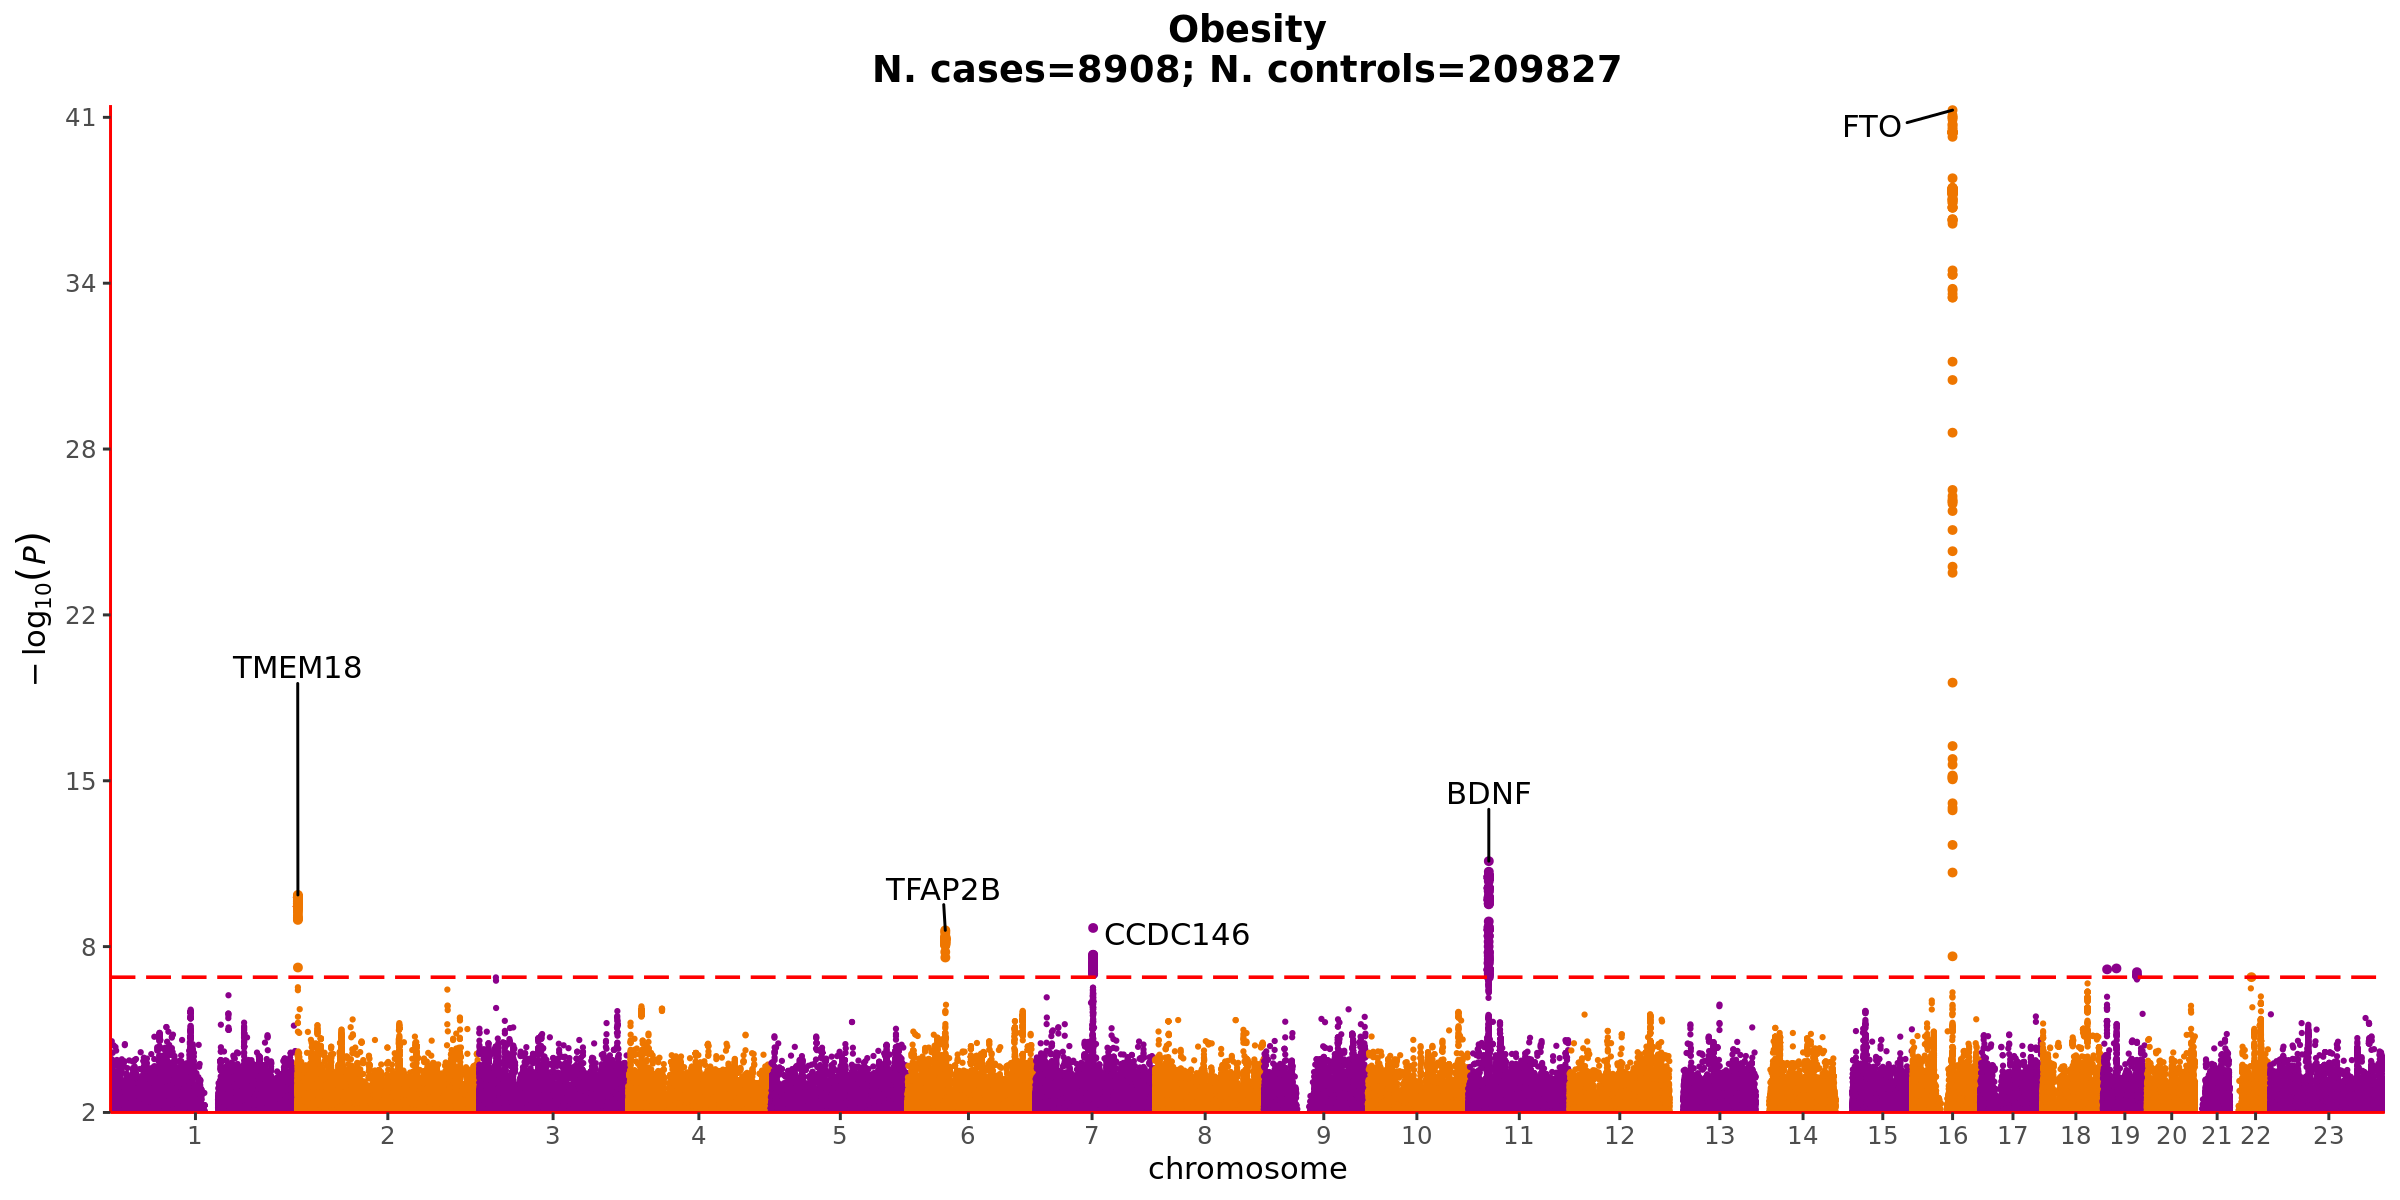 Obesity
N. cases=8908; N. controls=209827
41
34
28
22
15
8
2
−log₁₀(P)
FTO
TMEM18
BDNF
TFAP2B
CCDC146
1 2 3 4 5 6 7 8 9 10 11 12 13 14 15 16 17 18 19 20 21 22 23
chromosome